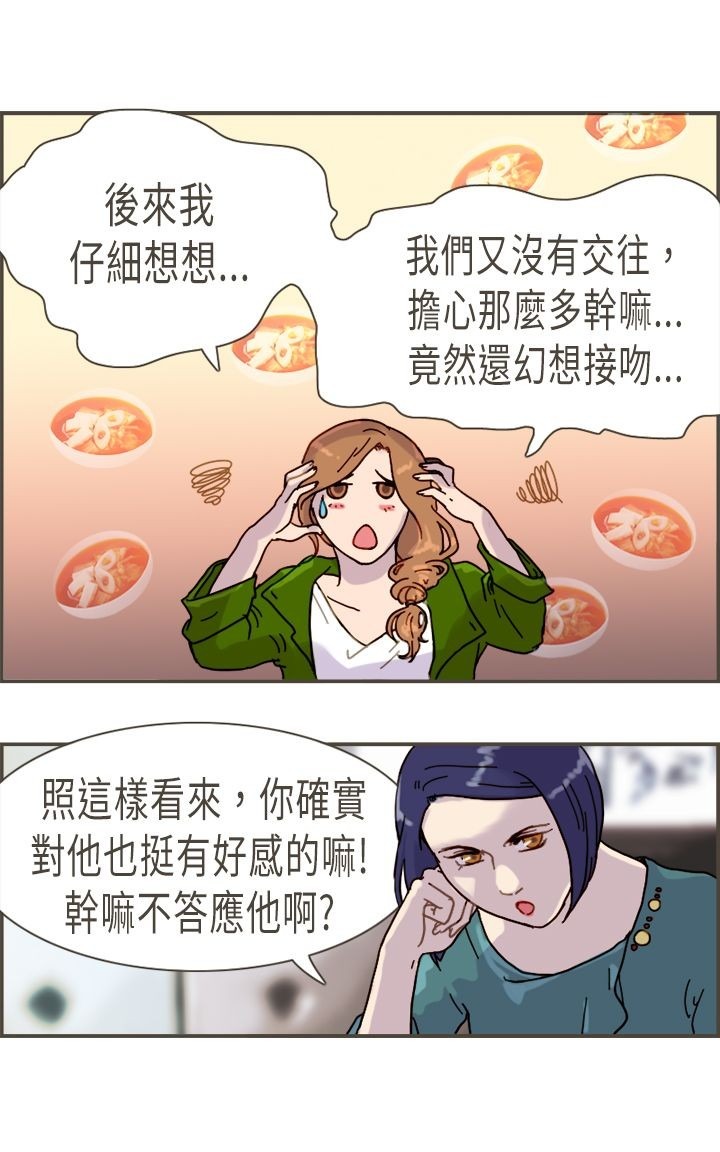 後來我
仔細想想...
我們又沒有交往，
擔心那麼多幹嘛...
竟然還幻想接吻...
照這樣看來，你確實
對他也挺有好感的嘛!
幹嘛不答應他啊?